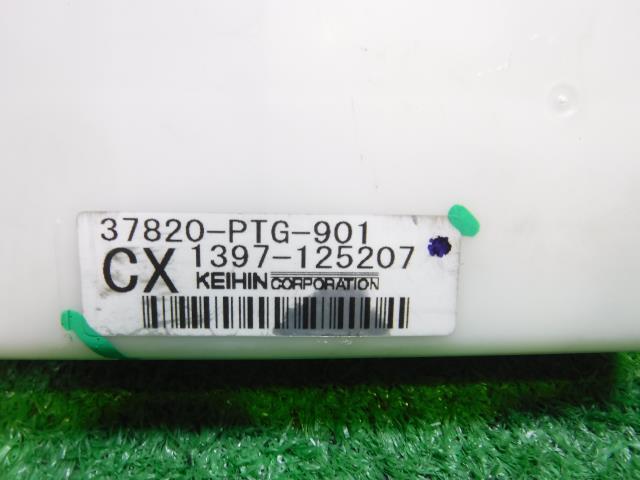 37820-PTG-901
CX 1397-125207
KEIHIN CORPORATION